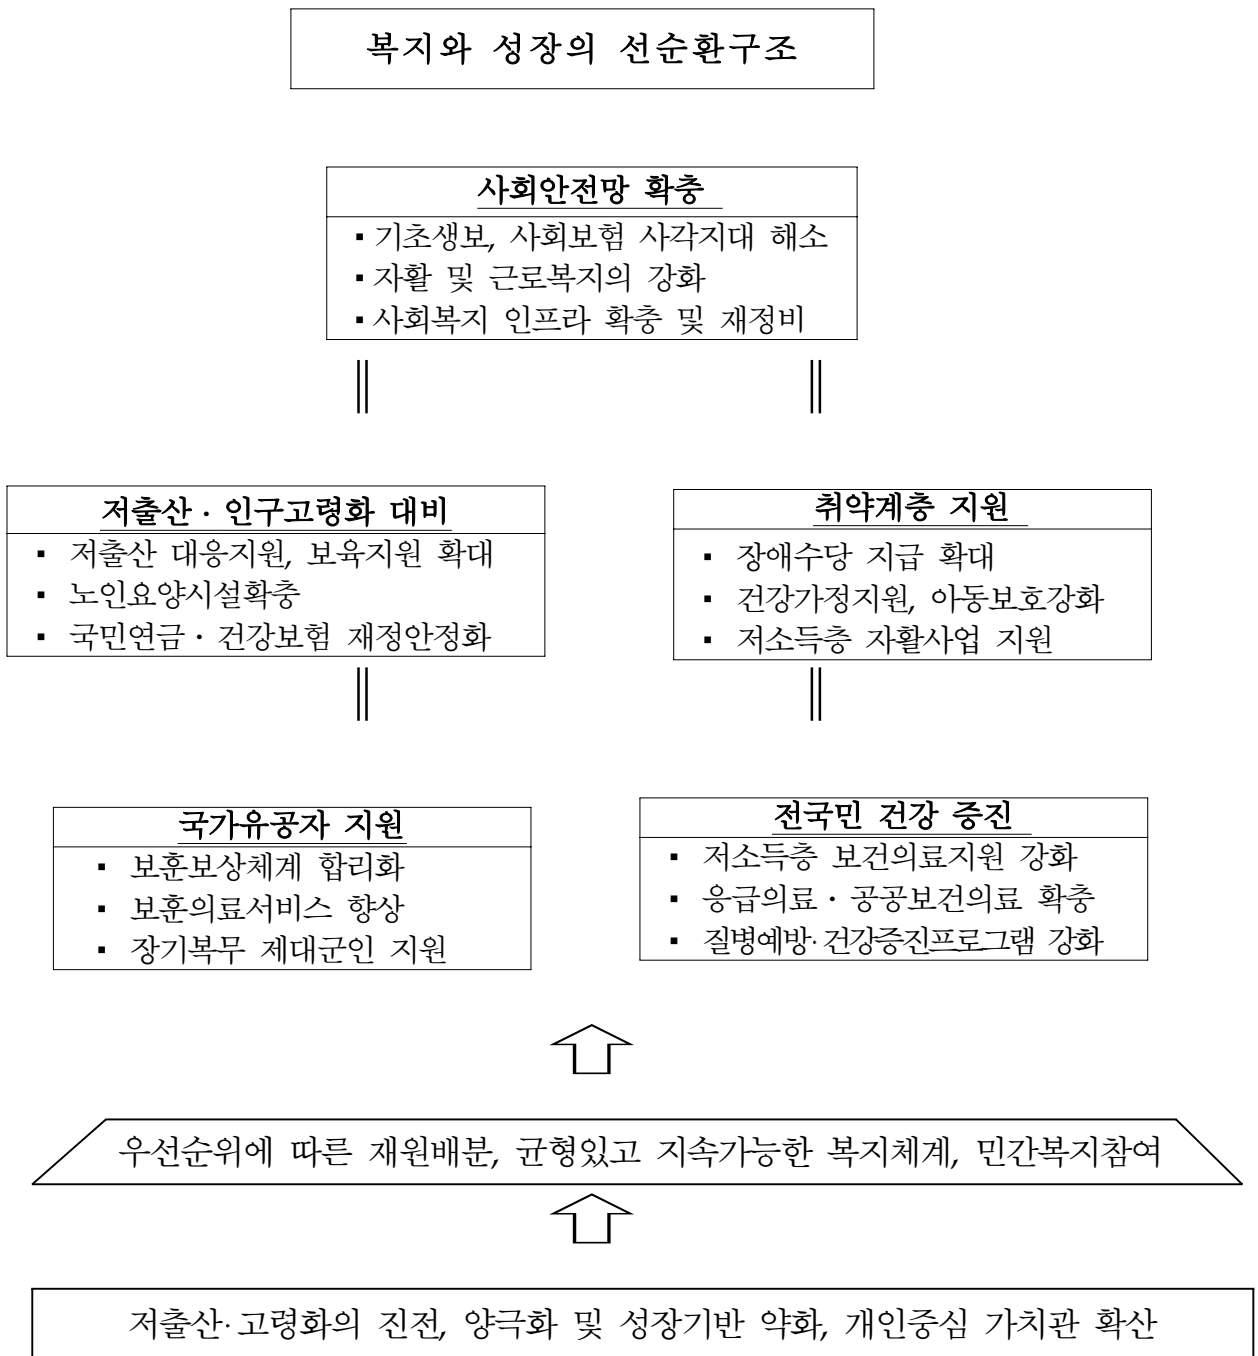 복지와 성장의 선순환구조
사회안전망 확충
▪ 기초생보, 사회보험 사각지대 해소
▪ 자활 및 근로복지의 강화
▪ 사회복지 인프라 확충 및 재정비
저출산 · 인구고령화 대비
▪ 저출산 대응지원, 보육지원 확대
▪ 노인요양시설확충
▪ 국민연금 · 건강보험 재정안정화
취약계층 지원
▪ 장애수당 지급 확대
▪ 건강가정지원, 아동보호강화
▪ 저소득층 자활사업 지원
국가유공자 지원
▪ 보훈보상체계 합리화
▪ 보훈의료서비스 향상
▪ 장기복무 제대군인 지원
전국민 건강 증진
▪ 저소득층 보건의료지원 강화
▪ 응급의료 · 공공보건의료 확충
▪ 질병예방·건강증진프로그램 강화
우선순위에 따른 재원배분, 균형있고 지속가능한 복지체계, 민간복지참여
저출산·고령화의 진전, 양극화 및 성장기반 약화, 개인중심 가치관 확산